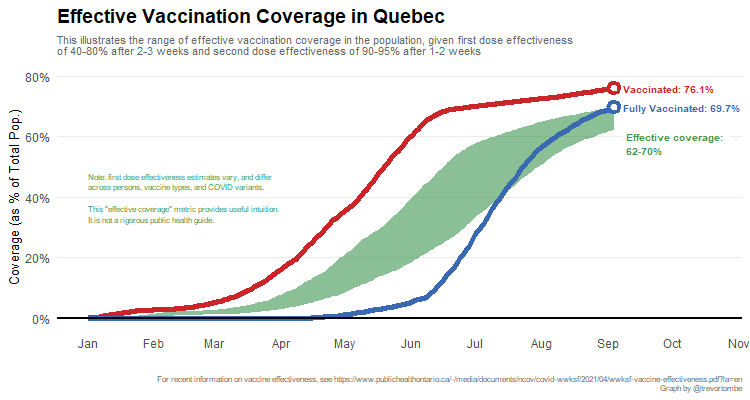 Effective Vaccination Coverage in Quebec
This illustrates the range of effective vaccination coverage in the population, given first dose effectiveness
of 40-80% after 2-3 weeks and second dose effectiveness of 90-95% after 1-2 weeks
Coverage (as % of Total Pop.)
80%
60%
40%
20%
0%
Vaccinated: 76.1%
Fully Vaccinated: 69.7%
Effective coverage:
62-70%
Note: first dose effectiveness estimates vary, and differ
across persons, vaccine types, and COVID variants.
This "effective coverage" metric provides useful intuition.
It is not a rigorous public health guide.
Jan Feb Mar Apr May Jun Jul Aug Sep Oct Nov
For recent information on vaccine effectiveness, see https://www.publichealthontario.ca/-/media/documents/ncov/covid-wwksf/2021/04/wwksf-vaccine-effectiveness.pdf?la=en
Graph by @trevortombe